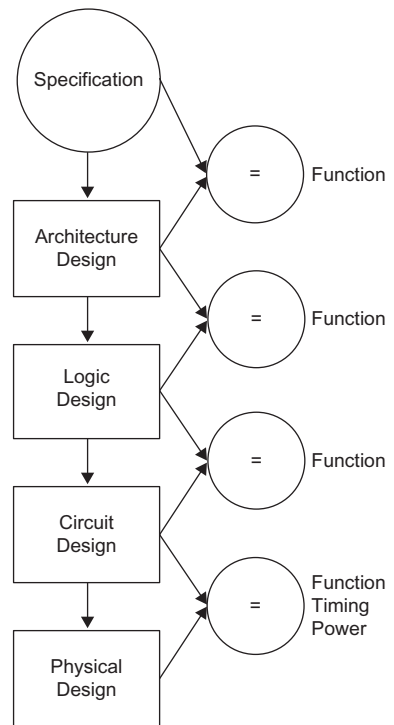 Specification
=
Function
Architecture
Design
=
Function
Logic
Design
=
Function
Circuit
Design
=
Function
Timing
Power
Physical
Design